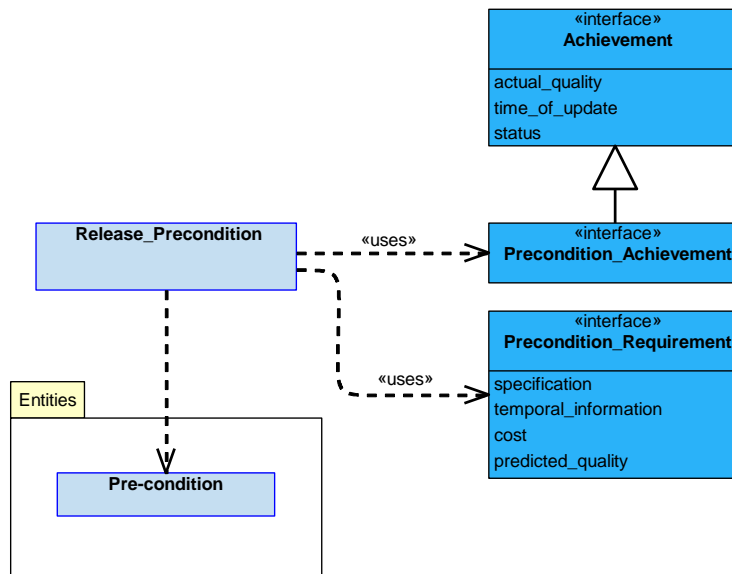 «interface»
Achievement
actual_quality
time_of_update
status
Release_Precondition
«uses»
«interface»
Precondition_Achievement
«interface»
Precondition_Requirement
«uses»
specification
temporal_information
cost
predicted_quality
Entities
Pre-condition